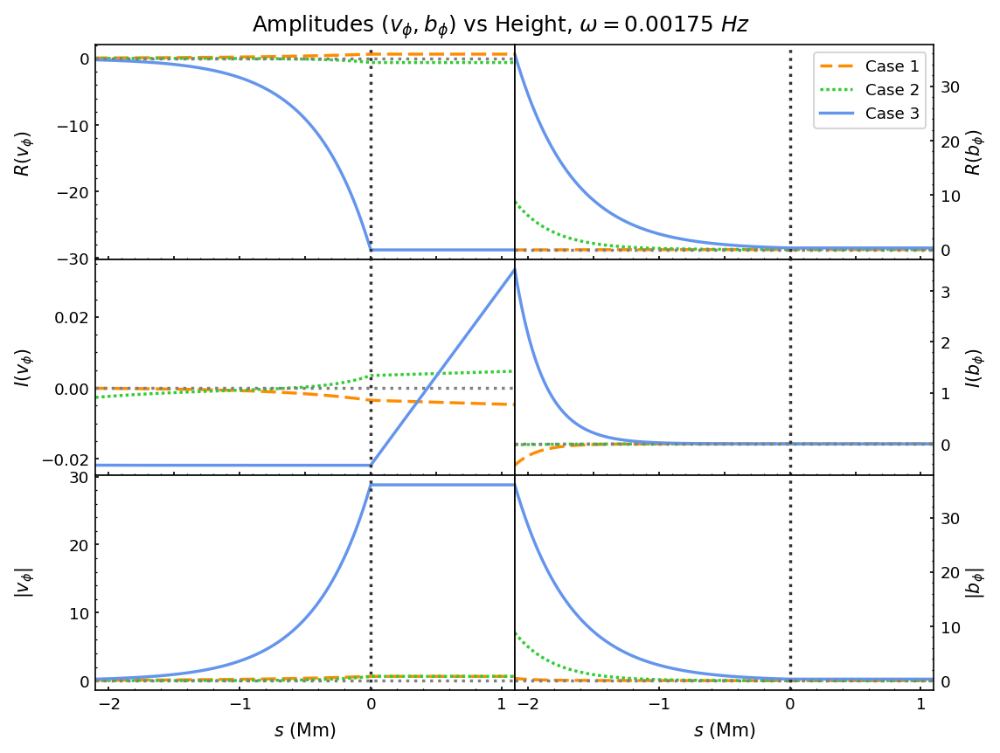 Amplitudes (v_ϕ, b_ϕ) vs Height, ω = 0.00175 Hz
0
−10
−20
−30
R(v_ϕ)
Case 1
Case 2
Case 3
30
20
10
0
R(b_ϕ)
0.02
0.00
−0.02
I(v_ϕ)
3
2
1
0
I(b_ϕ)
30
20
10
0
|v_ϕ|
30
20
10
0
|b_ϕ|
−2 −1 0 1
−2 −1 0 1
s (Mm)
s (Mm)